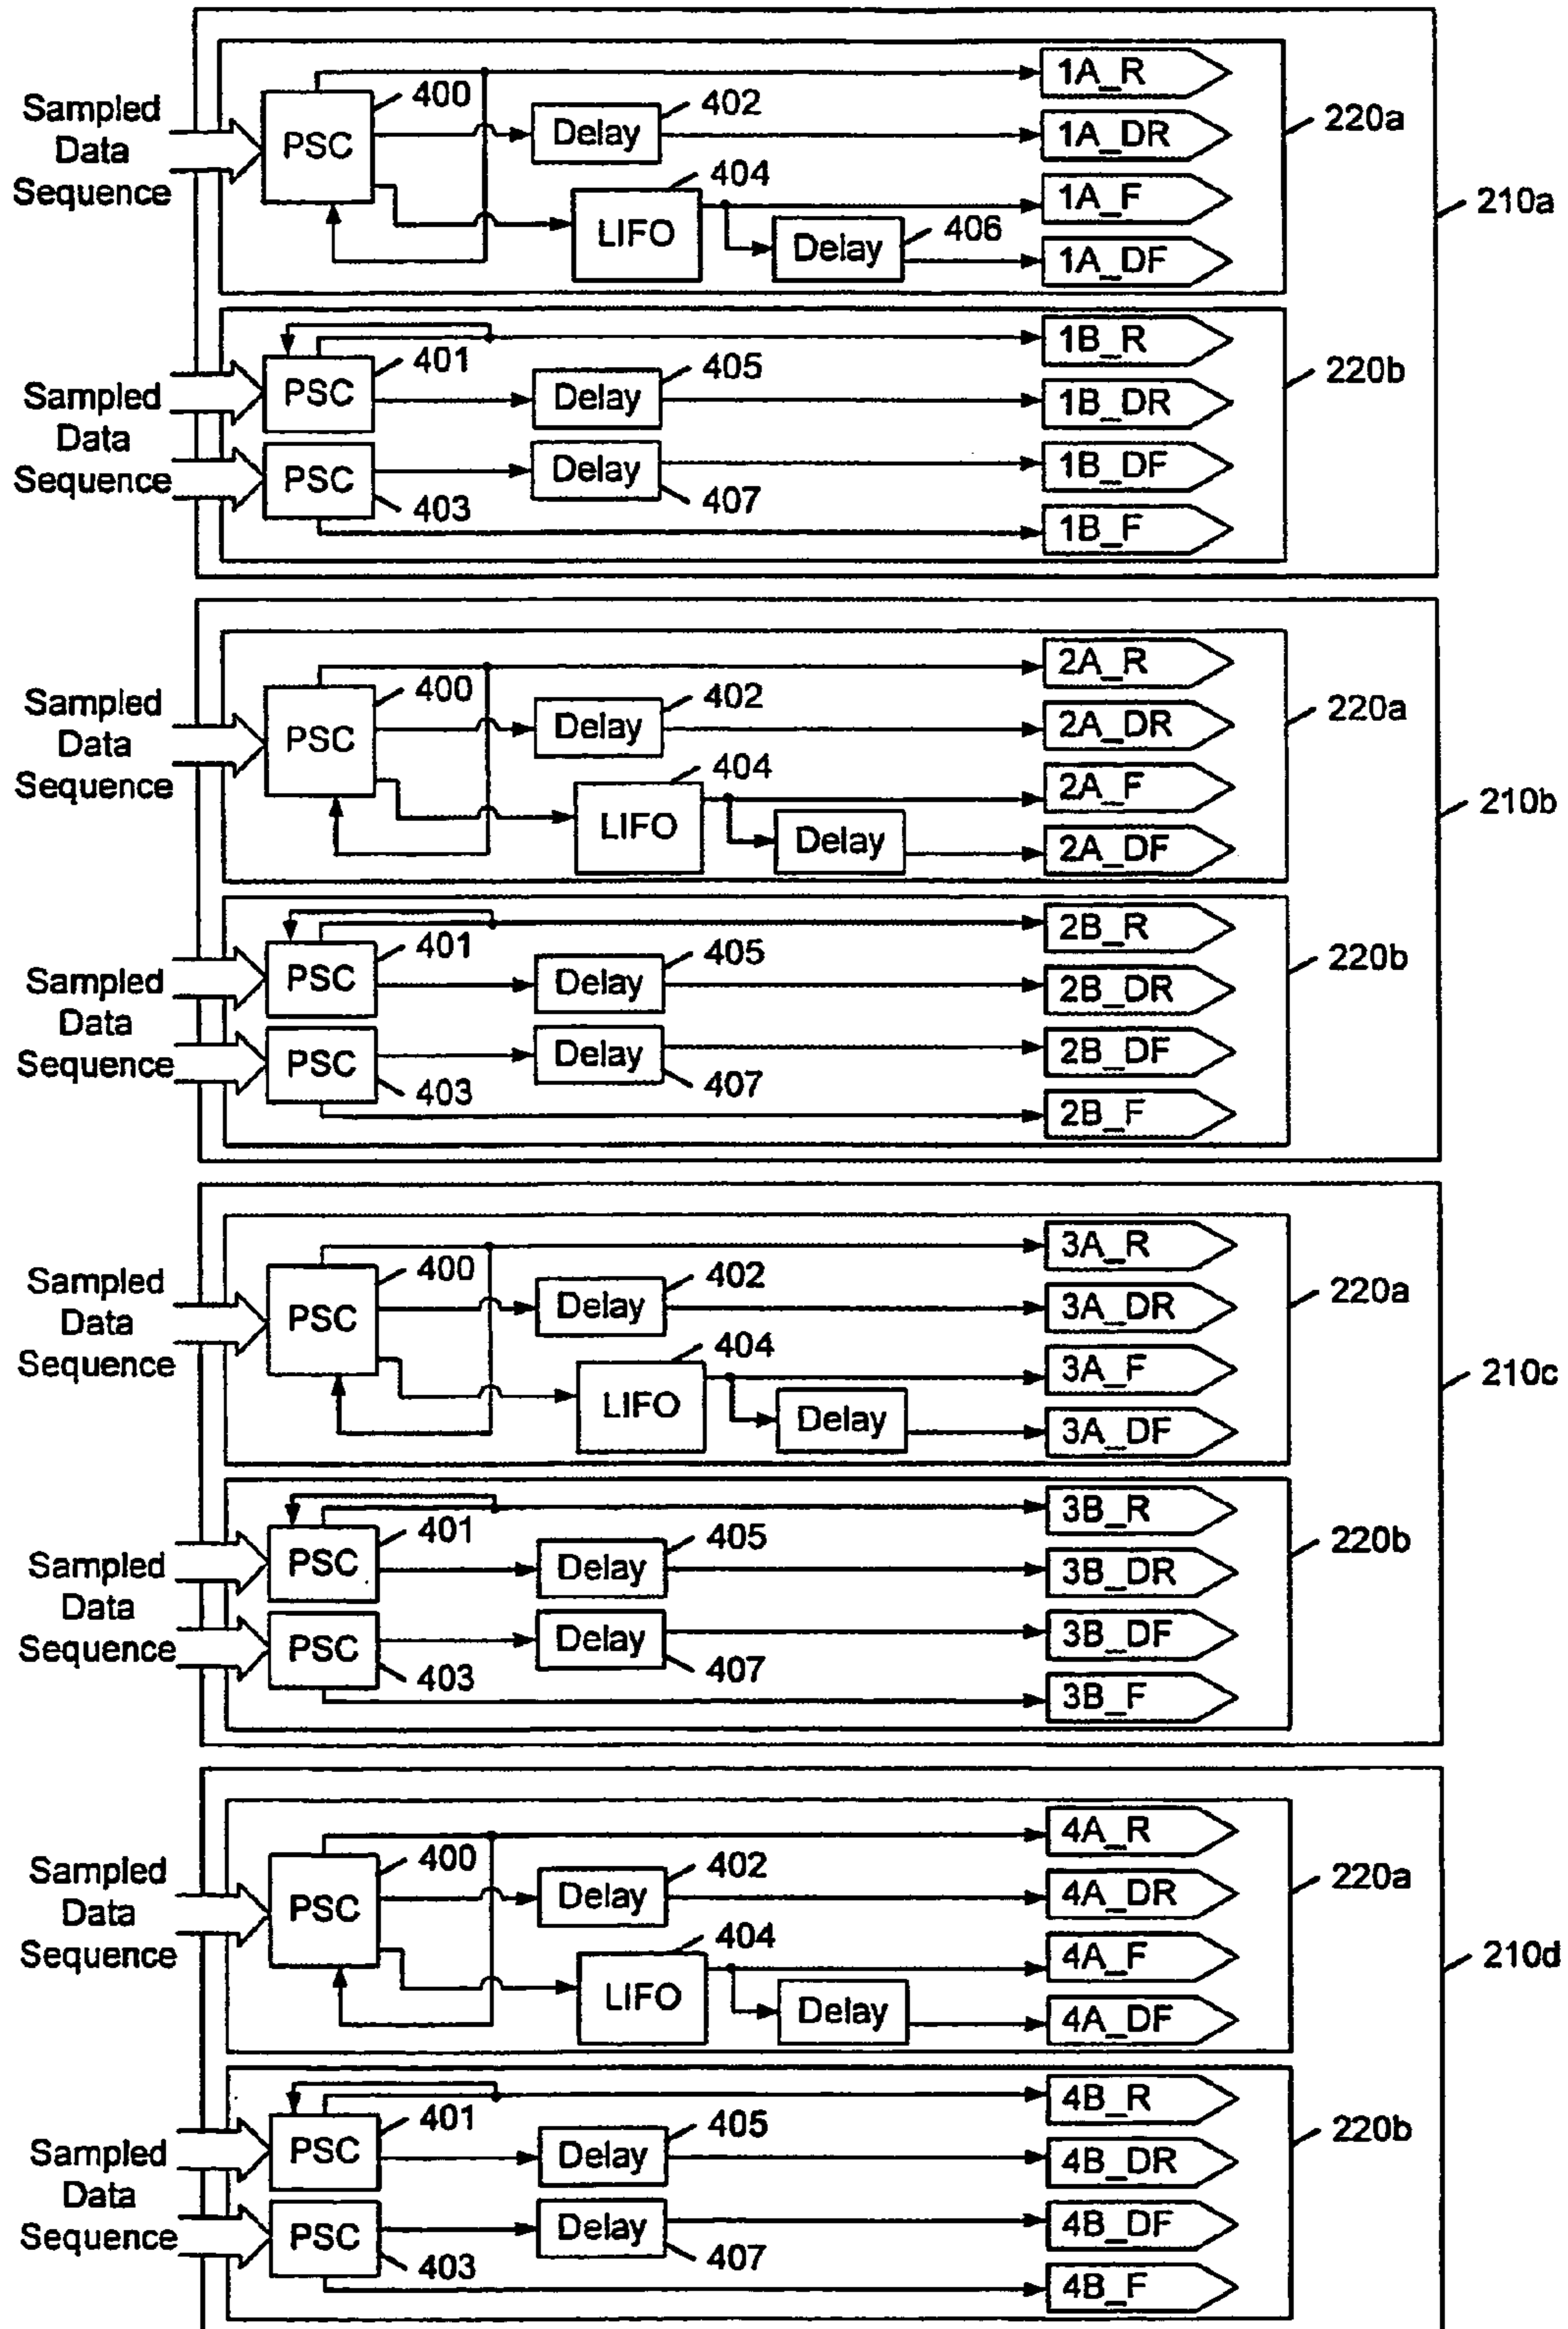 1A_R
400
402
Sampled
Data
Sequence
PSC
Delay
1A_DR
220a
404
1A_F
210a
LIFO
406
Delay
1A_DF
1B_R
401
405
220b
Sampled
Data
Sequence
PSC
Delay
1B_DR
PSC
Delay
1B_DF
403
407
1B_F
2A_R
400
402
Sampled
Data
Sequence
PSC
Delay
2A_DR
220a
404
2A_F
210b
LIFO
Delay
2A_DF
2B_R
401
405
220b
Sampled
Data
Sequence
PSC
Delay
2B_DR
PSC
Delay
2B_DF
403
407
2B_F
3A_R
400
402
Sampled
Data
Sequence
PSC
Delay
3A_DR
220a
404
3A_F
210c
LIFO
Delay
3A_DF
3B_R
401
405
220b
Sampled
Data
Sequence
PSC
Delay
3B_DR
PSC
Delay
3B_DF
403
407
3B_F
4A_R
400
402
Sampled
Data
Sequence
PSC
Delay
4A_DR
220a
404
4A_F
210d
LIFO
Delay
4A_DF
4B_R
401
405
220b
Sampled
Data
Sequence
PSC
Delay
4B_DR
PSC
Delay
4B_DF
403
407
4B_F